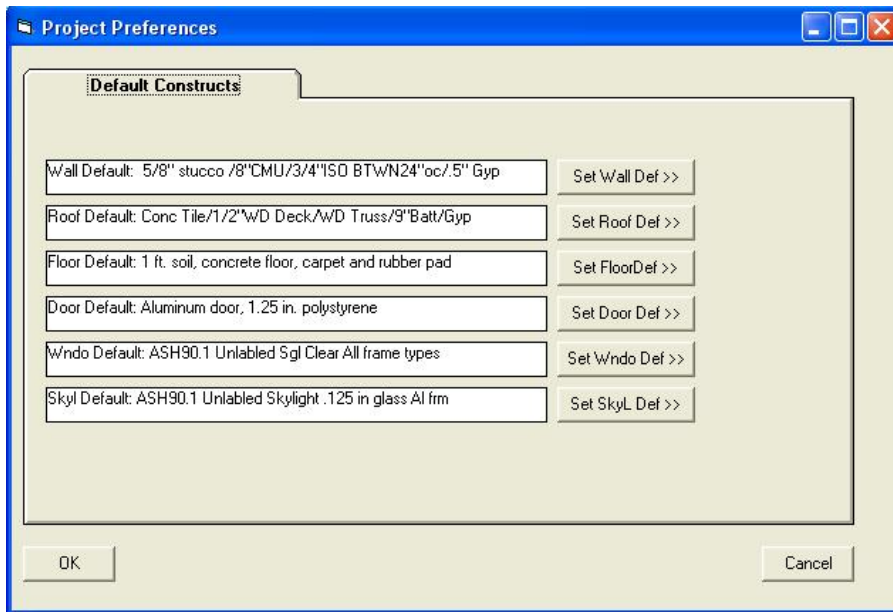 Project Preferences
Default Constructs
Wall Default:  5/8" stucco /8"CMU/3/4"ISO BTWN24"oc/.5" Gyp
Set Wall Def >>
Roof Default: Conc Tile/1/2"WD Deck/WD Truss/9"Batt/Gyp
Set Roof Def >>
Floor Default: 1 ft. soil, concrete floor, carpet and rubber pad
Set FloorDef >>
Door Default: Aluminum door, 1.25 in. polystyrene
Set Door Def >>
Wndo Default: ASH90.1 Unlabled Sgl Clear All frame types
Set Wndo Def >>
Skyl Default: ASH90.1 Unlabled Skylight .125 in glass Al frm
Set SkyL Def >>
OK
Cancel